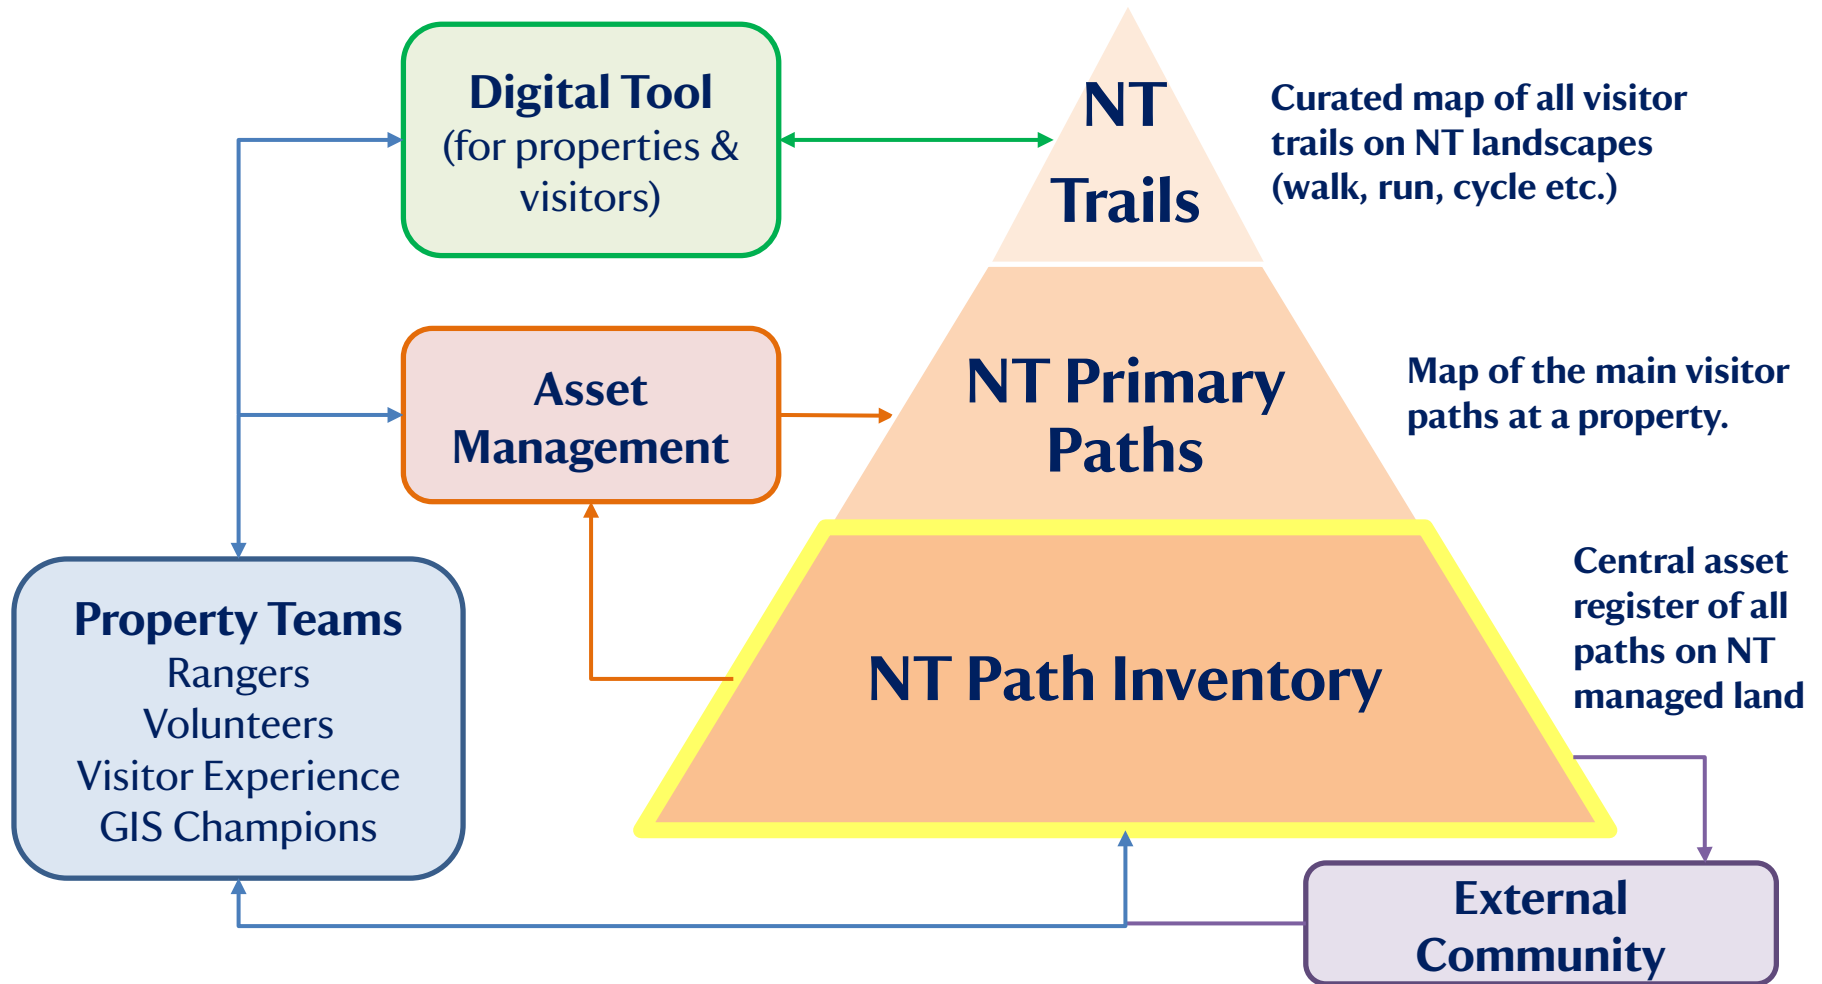 Digital Tool
(for properties &
visitors)
NT
Trails
Curated map of all visitor
trails on NT landscapes
(walk, run, cycle etc.)
Asset
Management
NT Primary
Paths
Map of the main visitor
paths at a property.
Property Teams
Rangers
Volunteers
Visitor Experience
GIS Champions
NT Path Inventory
Central asset
register of all
paths on NT
managed land
External
Community